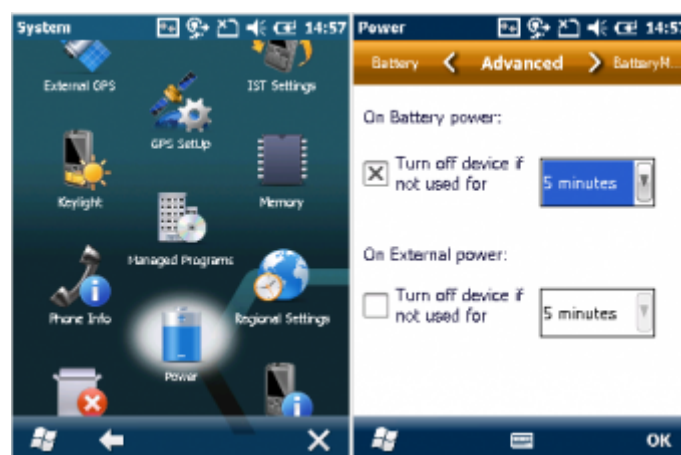 System 14:57
External GPS
IST Settings
GPS SetUp
Keylight
Memory
Managed Programs
Phone Info
Regional Settings
Power
Power 14:57
Battery Advanced BatteryM...
On Battery power:
Turn off device if
not used for
5 minutes
On External power:
Turn off device if
not used for
5 minutes
OK